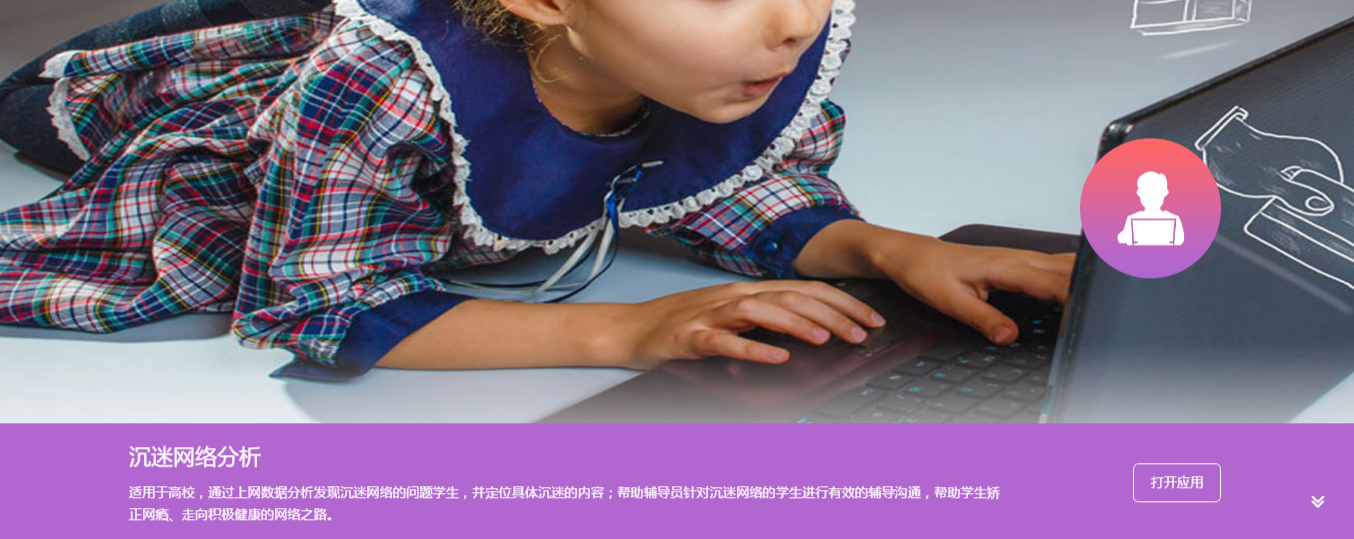 沉迷网络分析
适用于高校，通过上网数据分析发现沉迷网络的问题学生，并定位具体沉迷的内容；帮助辅导员针对沉迷网络的学生进行有效的辅导沟通，帮助学生矫
正网瘾、走向积极健康的网络之路。
打开应用